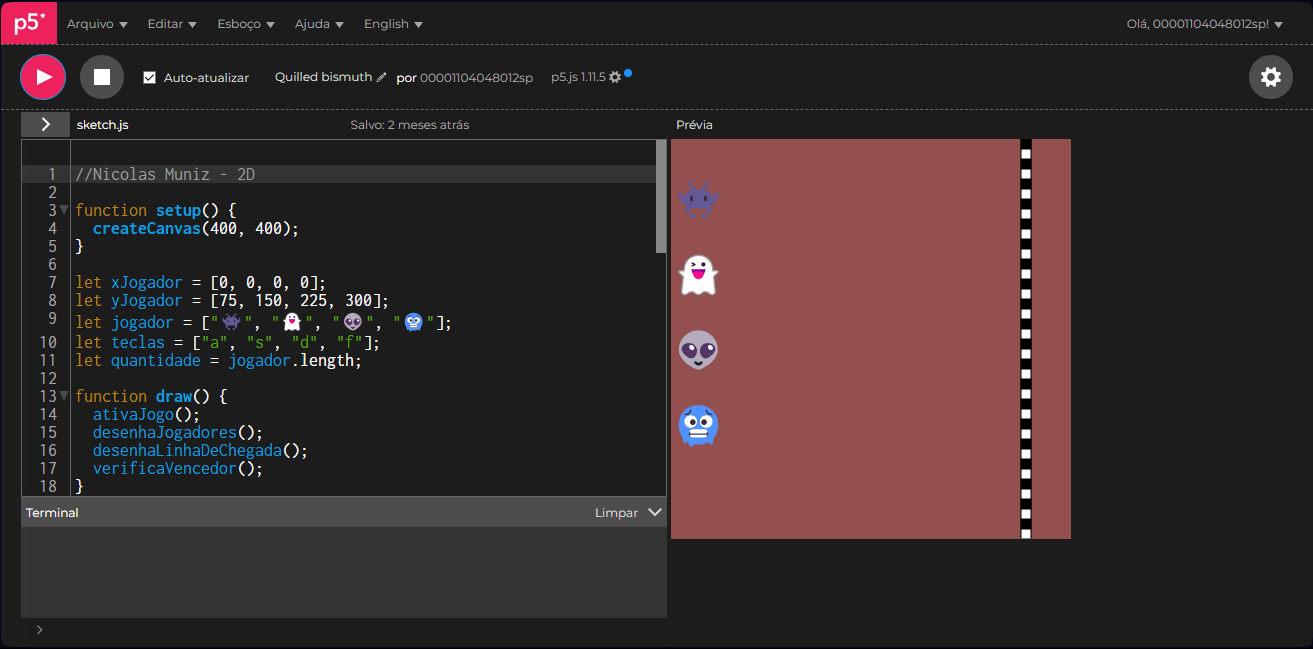 p5* Arquivo Editar Esboço Ajuda English Olá, 00001104048012sp!
Auto-atualizar Quilled bismuth por 00001104048012sp p5.js 1.11.5
sketch.js Salvo: 2 meses atrás Prévia
1 //Nicolas Muniz - 2D
2
3 function setup() {
4 createCanvas(400, 400);
5 }
6
7 let xJogador = [0, 0, 0, 0];
8 let yJogador = [75, 150, 225, 300];
9 let jogador = ["👾", "👻", "👽", "🥶"];
10 let teclas = ["a", "s", "d", "f"];
11 let quantidade = jogador.length;
12
13 function draw() {
14 ativaJogo();
15 desenhaJogadores();
16 desenhaLinhaDeChegada();
17 verificaVencedor();
18 }
Terminal Limpar
>